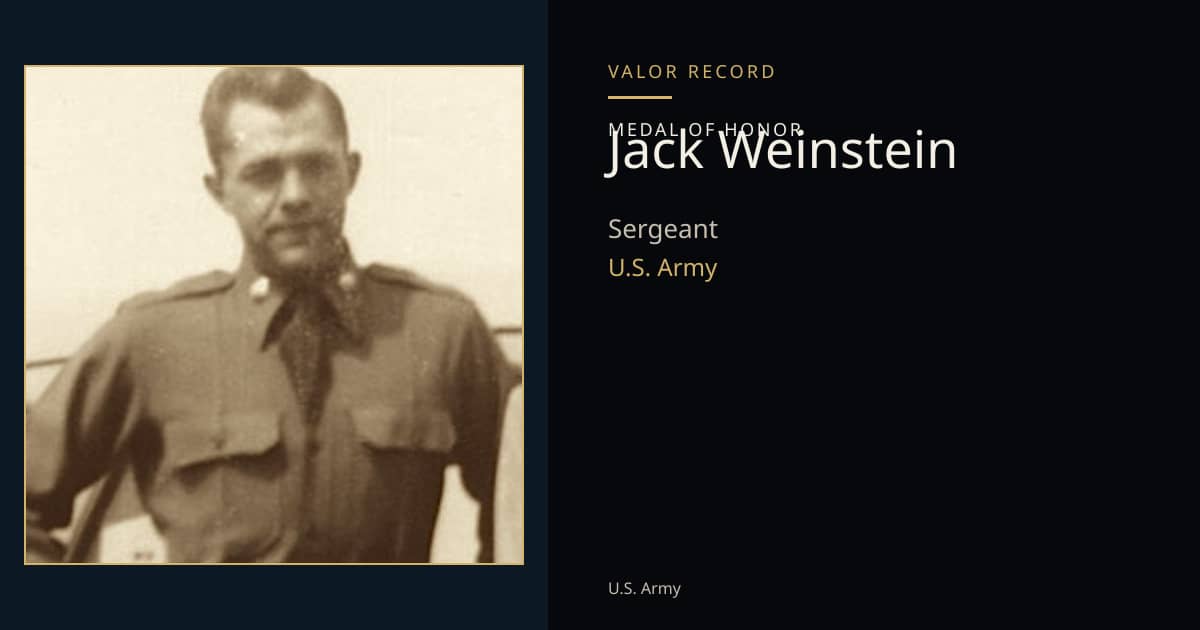 VALOR RECORD
MEDAL OF HONOR
Jack Weinstein
Sergeant
U.S. Army
U.S. Army